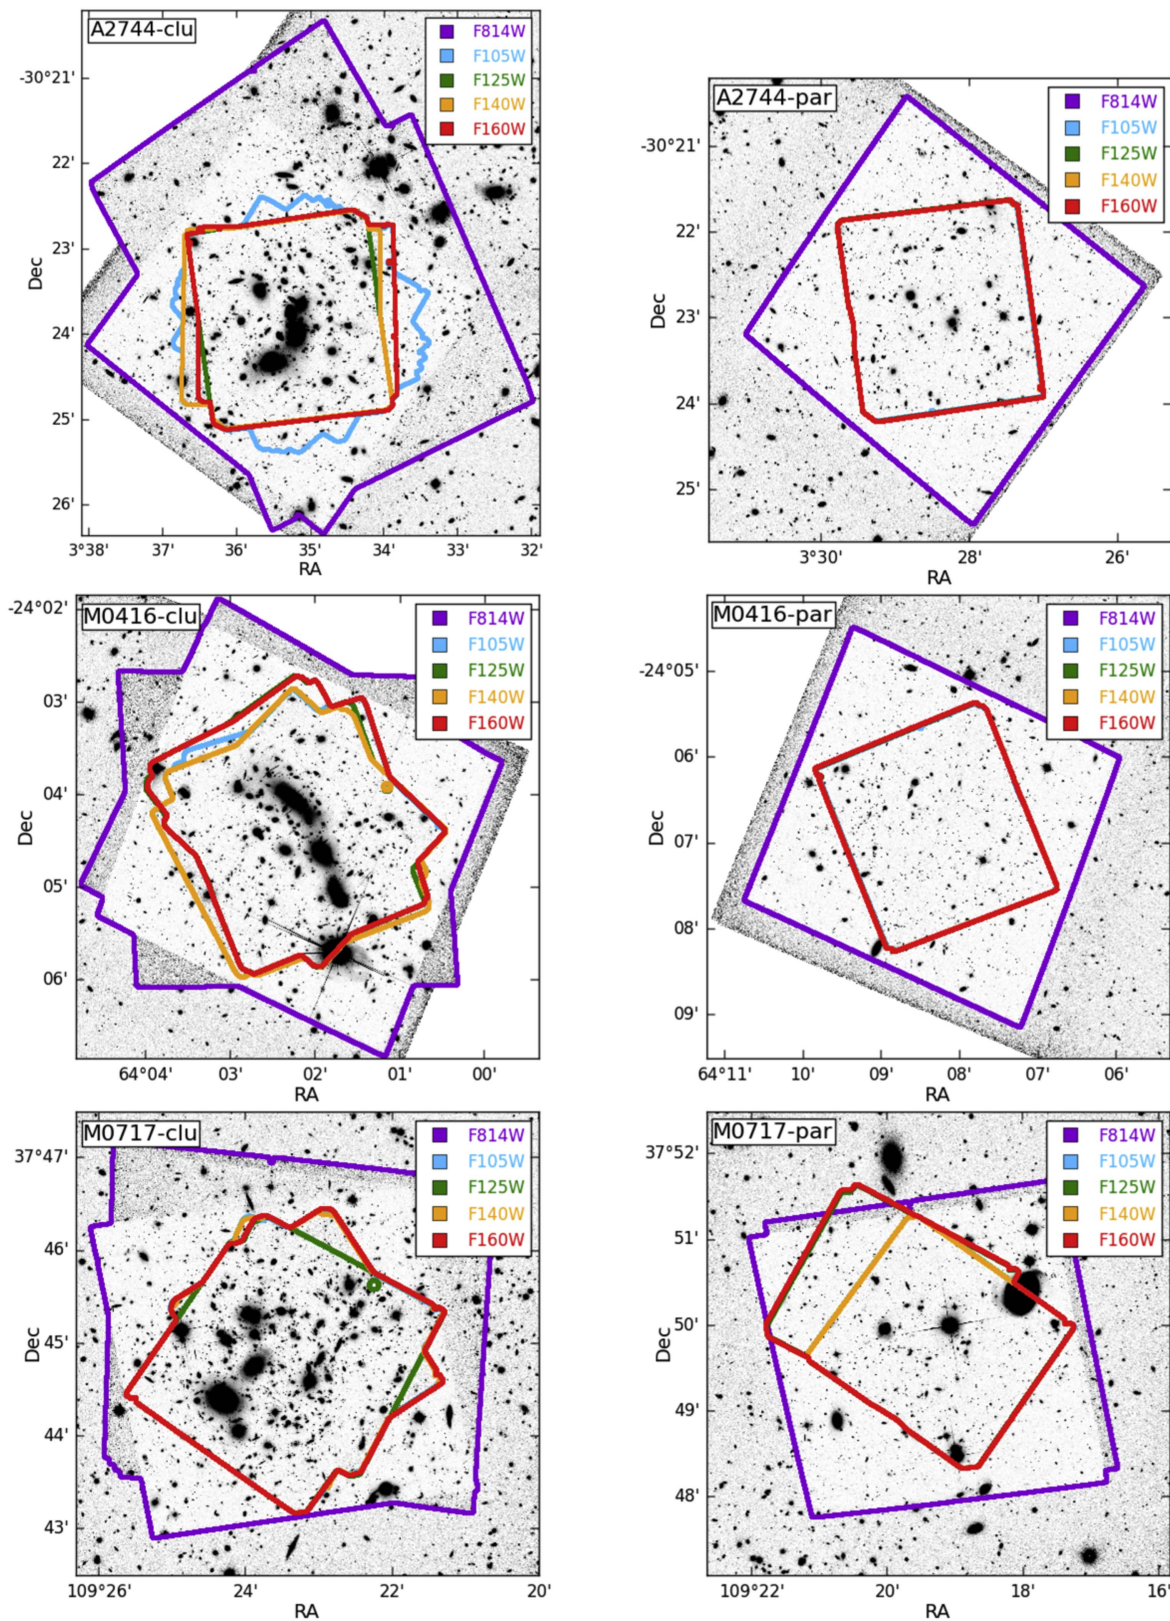 A2744-clu
F814W
F105W
F125W
F140W
F160W
-30°21'
22'
23'
24'
25'
26'
Dec
3°38'
37'
36'
35'
34'
33'
32'
RA
A2744-par
F814W
F105W
F125W
F140W
F160W
-30°21'
22'
23'
24'
25'
Dec
3°30'
28'
26'
RA
M0416-clu
F814W
F105W
F125W
F140W
F160W
-24°02'
03'
04'
05'
06'
Dec
64°04'
03'
02'
01'
00'
RA
M0416-par
F814W
F105W
F125W
F140W
F160W
-24°05'
06'
07'
08'
09'
Dec
64°11'
10'
09'
08'
07'
06'
RA
M0717-clu
F814W
F105W
F125W
F140W
F160W
37°47'
46'
45'
44'
43'
Dec
109°26'
24'
22'
20'
RA
M0717-par
F814W
F105W
F125W
F140W
F160W
37°52'
51'
50'
49'
48'
Dec
109°22'
20'
18'
16'
RA